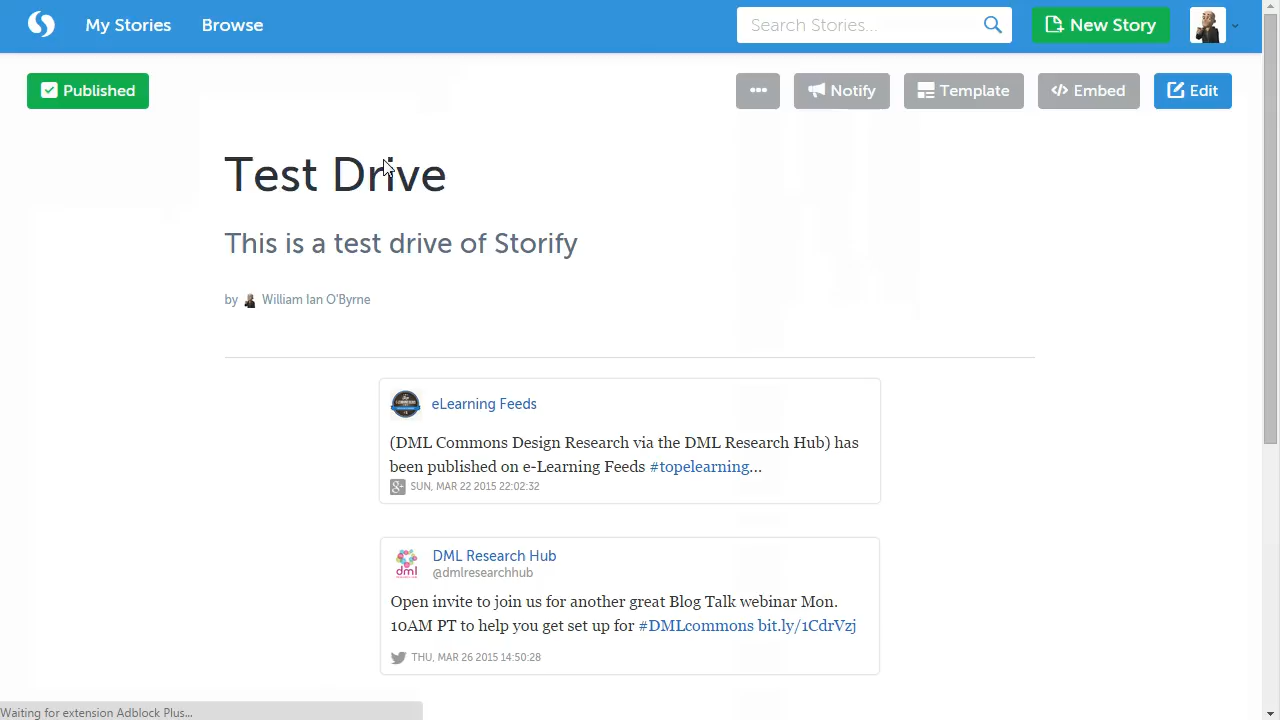 My Stories Browse Search Stories... New Story
Published ••• Notify Template Embed Edit
Test Drive
This is a test drive of Storify
by William Ian O'Byrne
eLearning Feeds
(DML Commons Design Research via the DML Research Hub) has
been published on e-Learning Feeds #topelearning...
SUN, MAR 22 2015 22:02:32
dml
DML Research Hub
@dmlresearchhub
Open invite to join us for another great Blog Talk webinar Mon.
10AM PT to help you get set up for #DMLcommons bit.ly/1CdrVzj
THU, MAR 26 2015 14:50:28
Waiting for extension Adblock Plus...